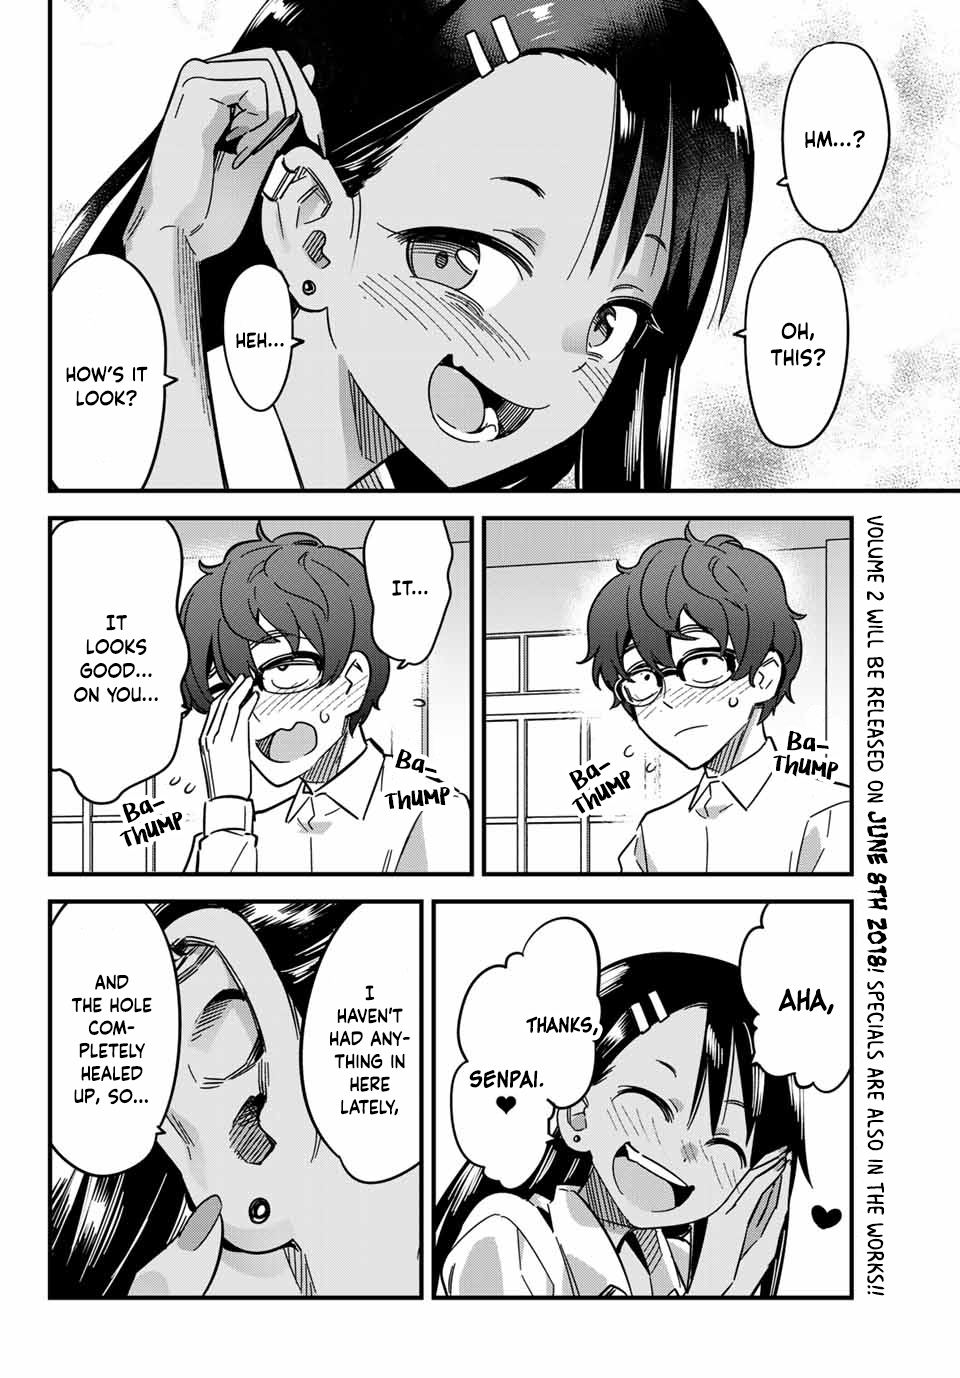 HM...?
OH,
THIS?
HEH...
HOW'S IT
LOOK?
Ba-
Thump
Ba-
Thump
IT...
IT
LOOKS
GOOD...
ON YOU...
Ba-
Thump
Ba-
Thump
AHA,
THANKS,
SENPAI.
♥
I
HAVEN'T
HAD ANY-
THING IN
HERE
LATELY,
AND
THE HOLE
COM-
PLETELY
HEALED
UP, SO...
VOLUME 2 WILL BE RELEASED ON JUNE 8TH 2018! SPECIALS ARE ALSO IN THE WORKS!!